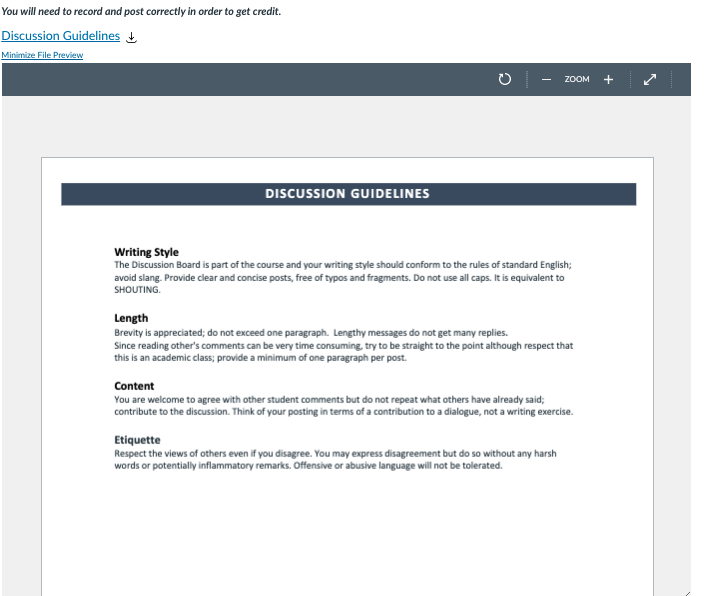 You will need to record and post correctly in order to get credit.
Discussion Guidelines
Minimize File Preview
ZOOM
DISCUSSION GUIDELINES
Writing Style
The Discussion Board is part of the course and your writing style should conform to the rules of standard English;
avoid slang. Provide clear and concise posts, free of typos and fragments. Do not use all caps. It is equivalent to
SHOUTING.
Length
Brevity is appreciated; do not exceed one paragraph. Lengthy messages do not get many replies.
Since reading other's comments can be very time consuming, try to be straight to the point although respect that
this is an academic class; provide a minimum of one paragraph per post.
Content
You are welcome to agree with other student comments but do not repeat what others have already said;
contribute to the discussion. Think of your posting in terms of a contribution to a dialogue, not a writing exercise.
Etiquette
Respect the views of others even if you disagree. You may express disagreement but do so without any harsh
words or potentially inflammatory remarks. Offensive or abusive language will not be tolerated.